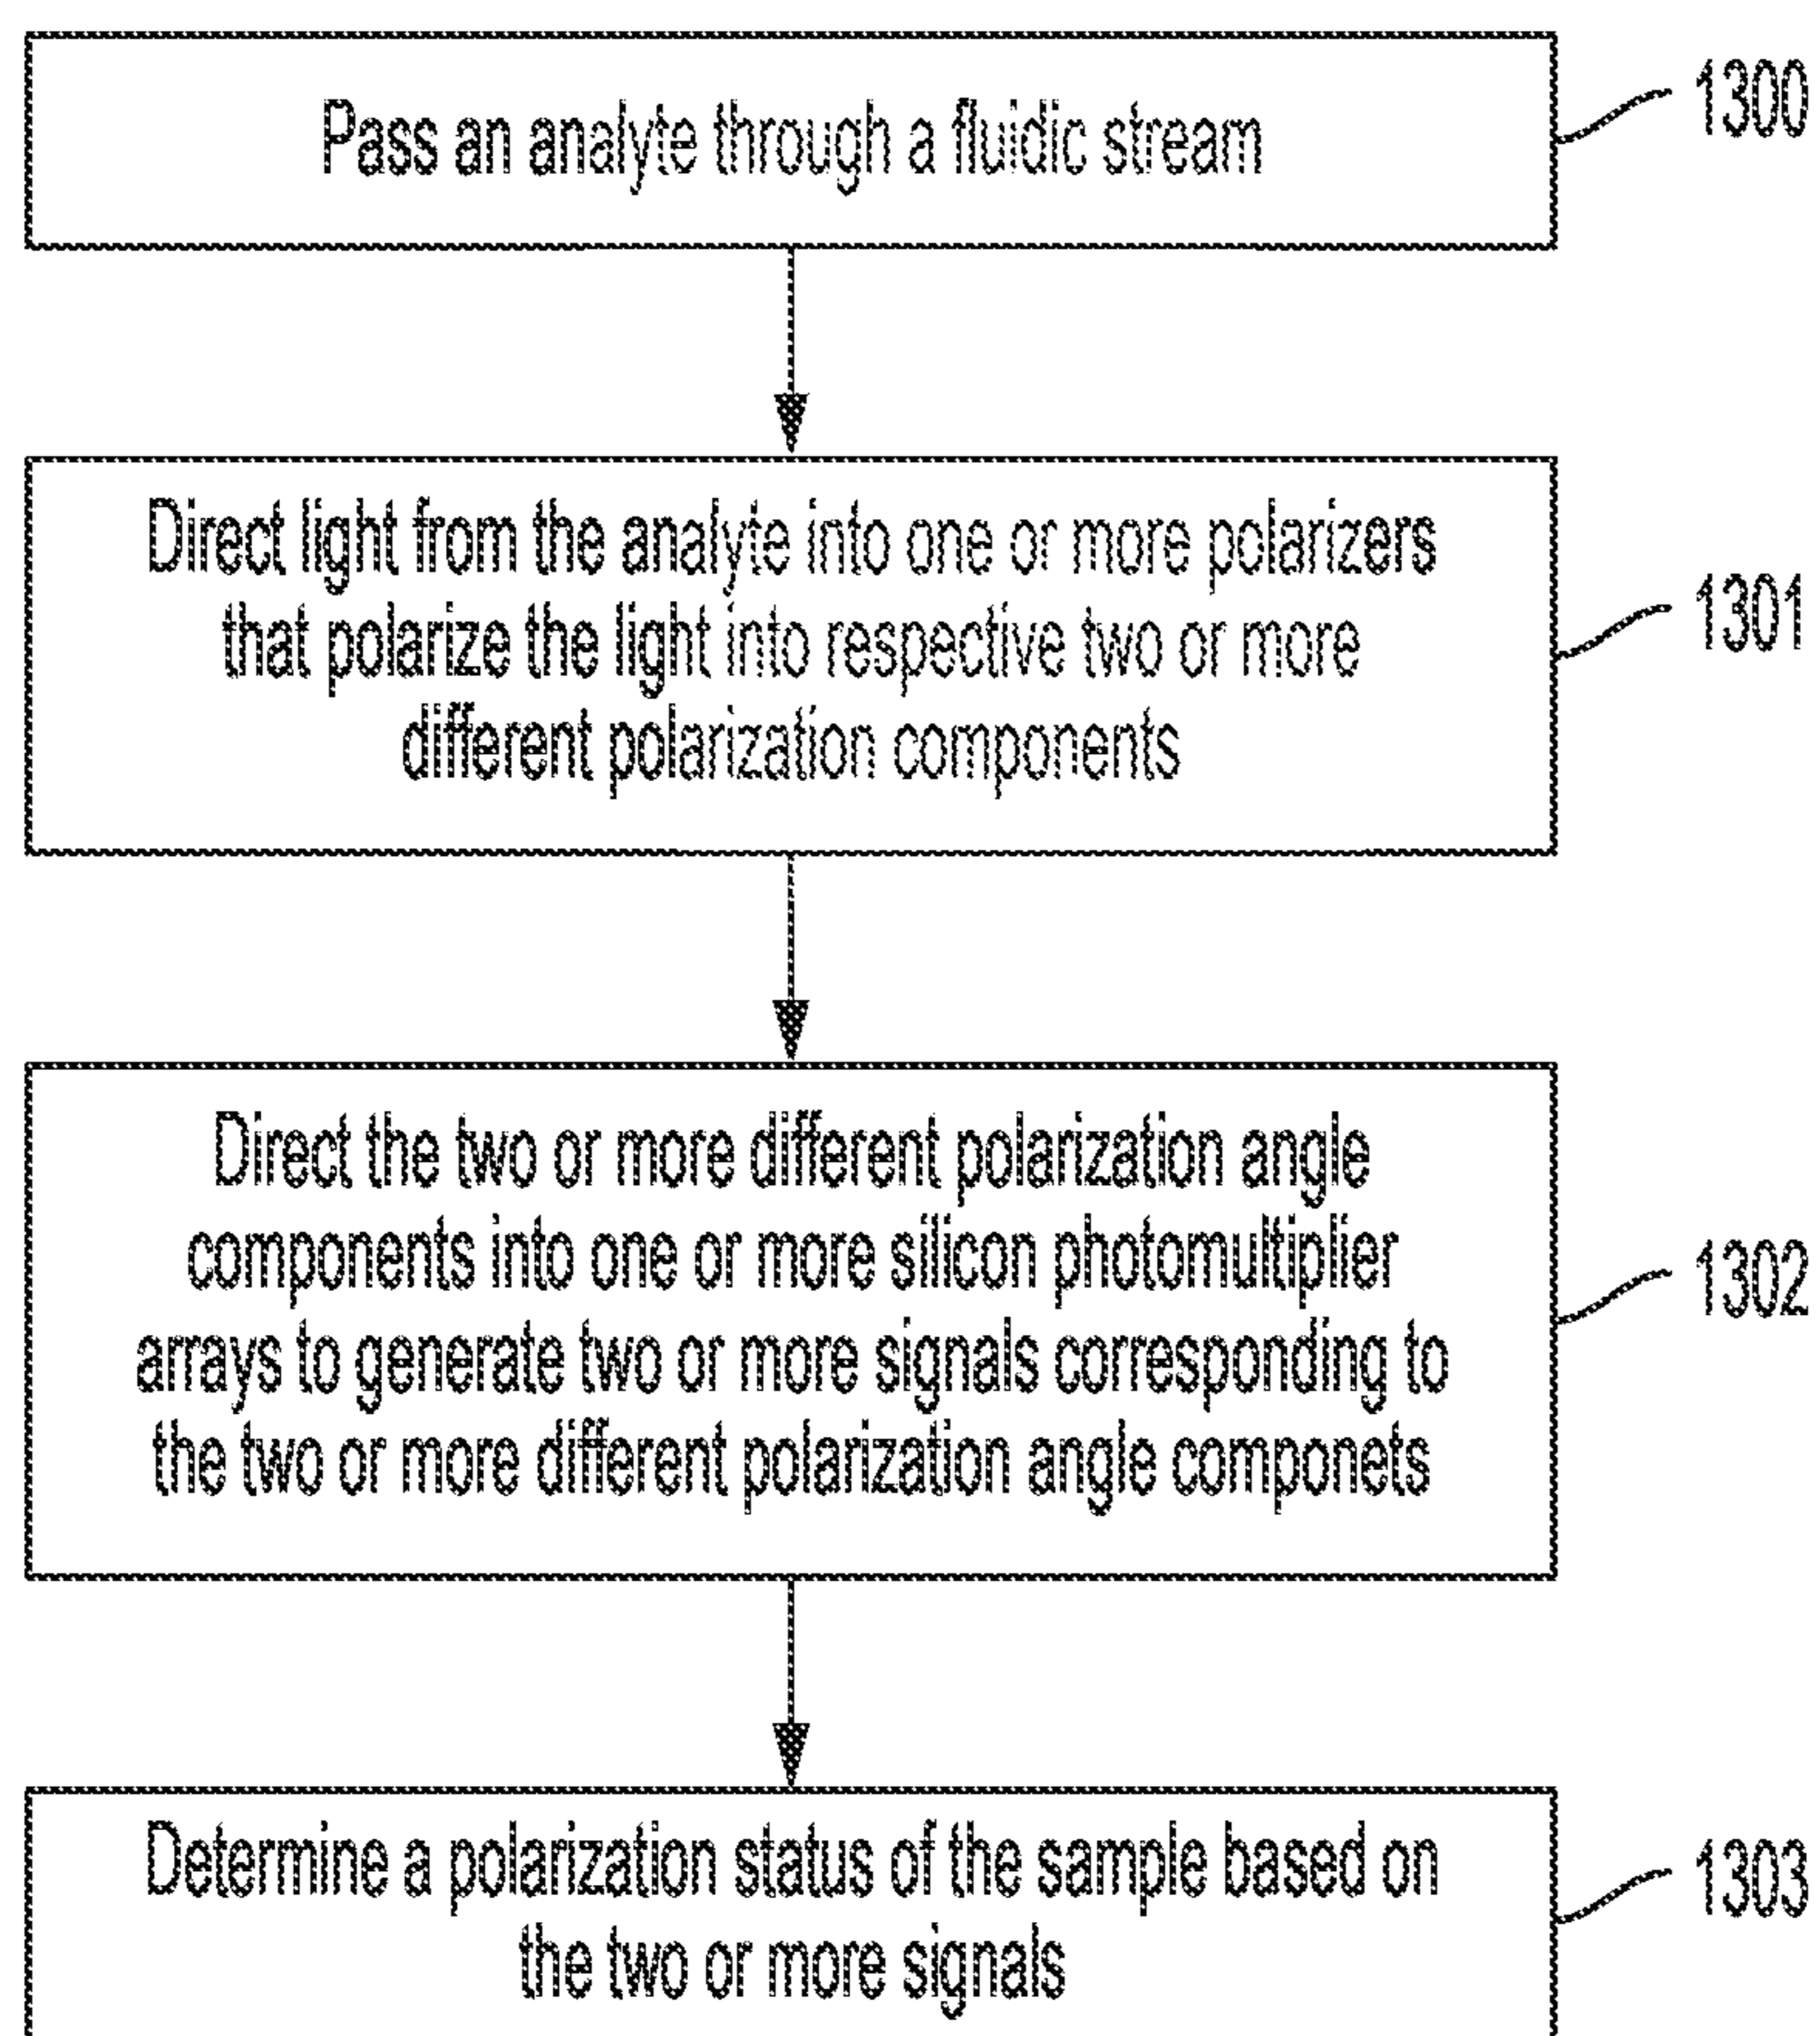 Pass an analyte through a fluidic stream
1300
Direct light from the analyte into one or more polarizers
that polarize the light into respective two or more
different polarization components
1301
Direct the two or more different polarization angle
components into one or more silicon photomultiplier
arrays to generate two or more signals corresponding to
the two or more different polarization angle componets
1302
Determine a polarization status of the sample based on
the two or more signals
1303